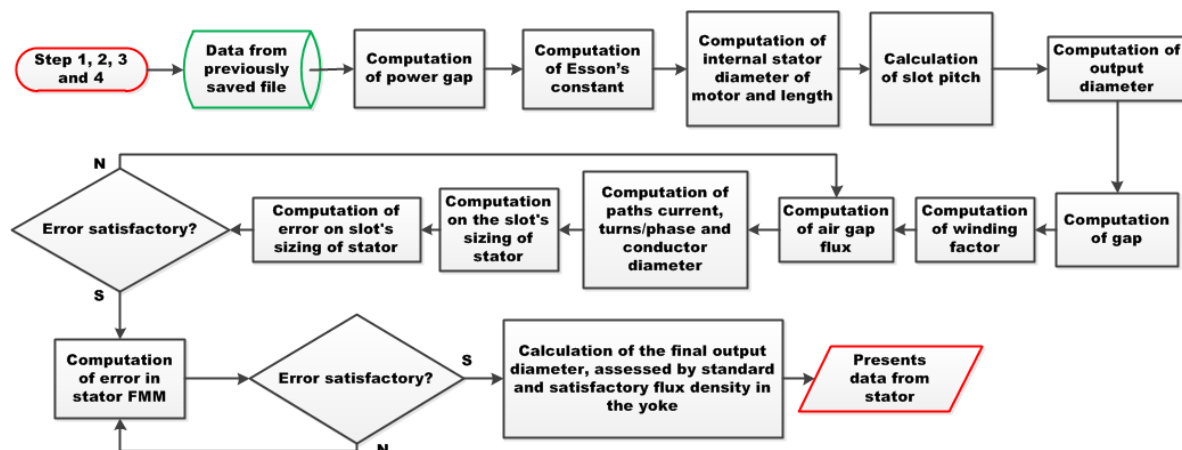 Step 1, 2, 3
and 4
Data from
previously
saved file
Computation
of power gap
Computation
of Esson's
constant
Computation of
internal stator
diameter of
motor and length
Calculation
of slot pitch
Computation of
output
diameter
N
Error satisfactory?
S
Computation of
error on slot's
sizing of stator
Computation
on the slot's
sizing of
stator
Computation of
paths current,
turns/phase and
conductor
diameter
Computation
of air gap
flux
Computation
of winding
factor
Computation
of gap
Computation
of error in
stator FMM
Error satisfactory?
S
N
Calculation of the final output
diameter, assessed by standard
and satisfactory flux density in
the yoke
Presents
data from
stator